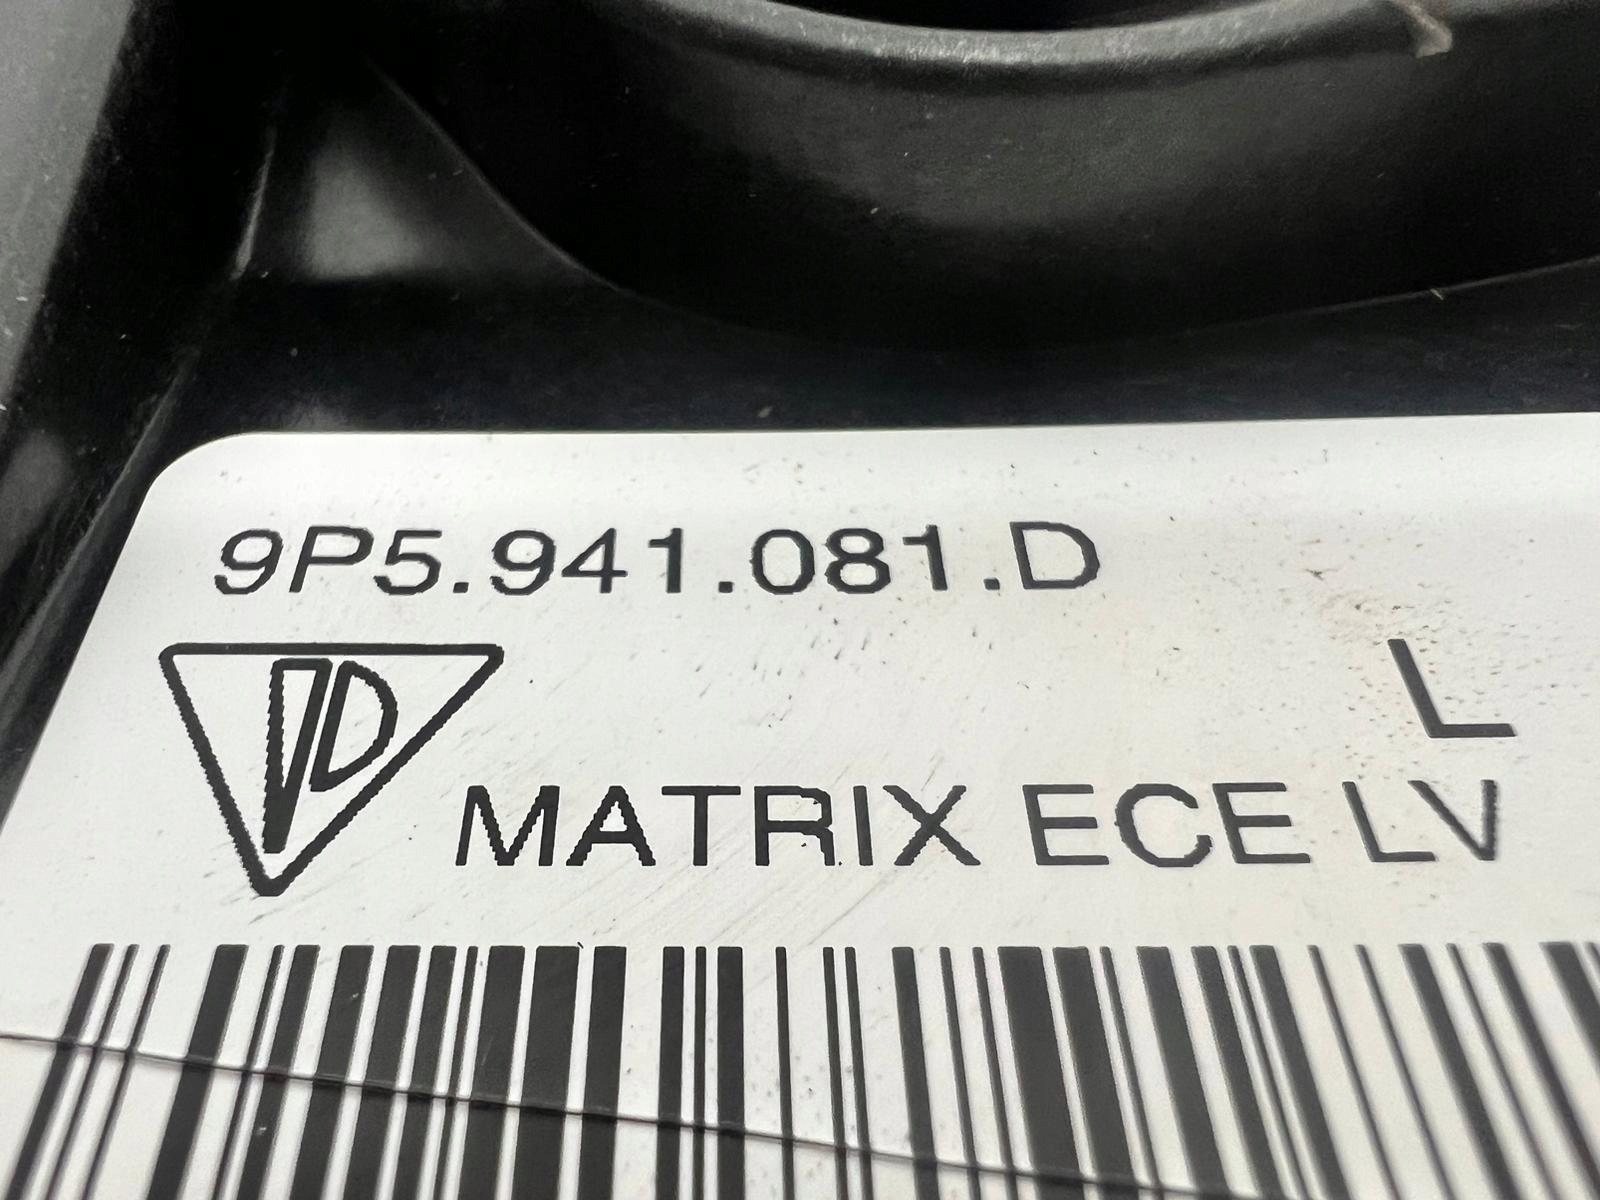 9P5.941.081.D
L
MATRIX ECE LV